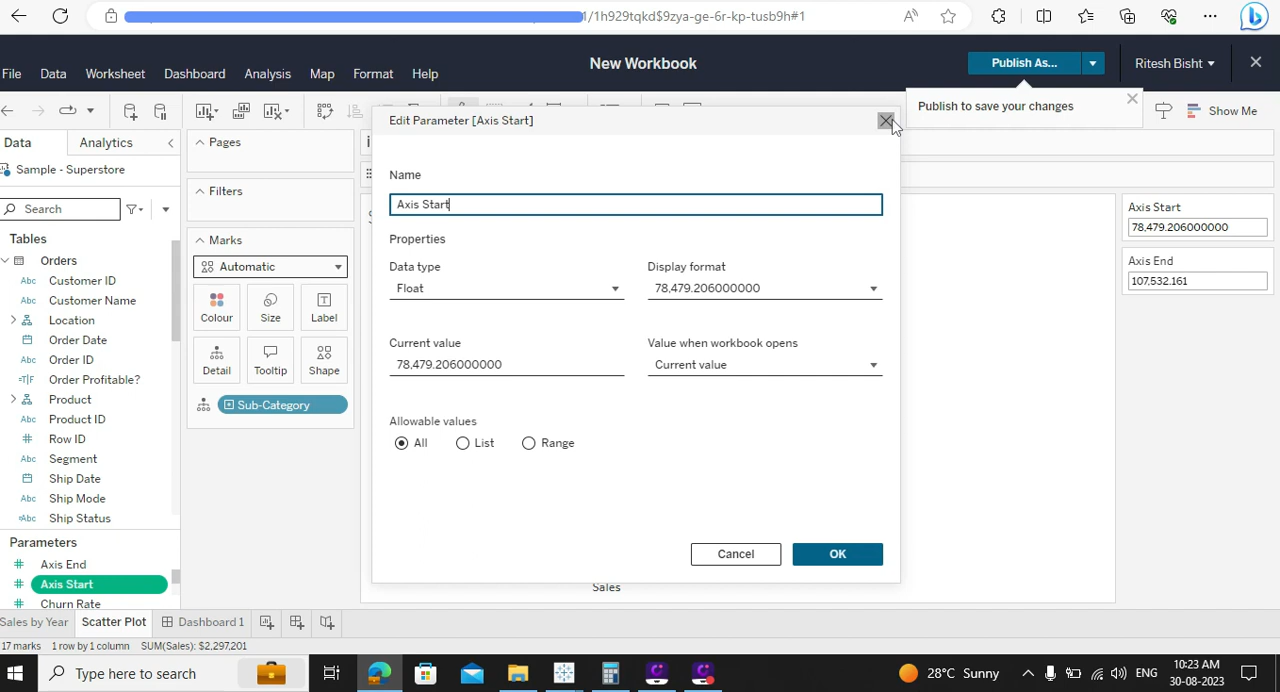 1/1h929tqkd$9zya-ge-6r-kp-tusb9h#1
New Workbook
Publish As...
Ritesh Bisht
File Data Worksheet Dashboard Analysis Map Format Help
Publish to save your changes
Show Me
Data Analytics
Pages
Sample - Superstore
Filters
Search
Tables
Marks
Orders
Automatic
Abc Customer ID
Abc Customer Name
Location
Order Date
Abc Order ID
=T|F Order Profitable?
Product
Abc Product ID
# Row ID
Abc Segment
Ship Date
Abc Ship Mode
=Abc Ship Status
Colour Size Label
Detail Tooltip Shape
Sub-Category
Parameters
# Axis End
# Axis Start
# Churn Rate
Edit Parameter [Axis Start]
Name
Axis Start
Properties
Data type Display format
Float 78,479.206000000
Current value Value when workbook opens
78,479.206000000 Current value
Allowable values
All List Range
Cancel OK
Sales
Axis Start
78,479.206000000
Axis End
107,532.161
Sales by Year Scatter Plot Dashboard 1
17 marks 1 row by 1 column SUM(Sales): $2,297,201
Type here to search
28°C Sunny
ENG
10:23 AM
30-08-2023